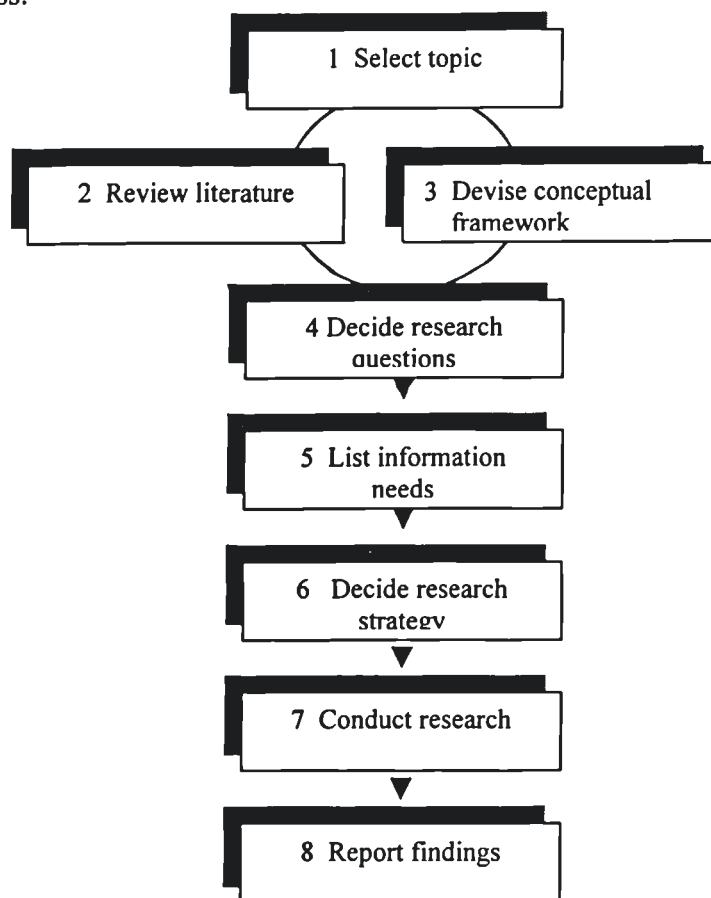 ss.
1 Select topic
2 Review literature
3 Devise conceptual
framework
4 Decide research
questions
5 List information
needs
6 Decide research
strategy
7 Conduct research
8 Report findings